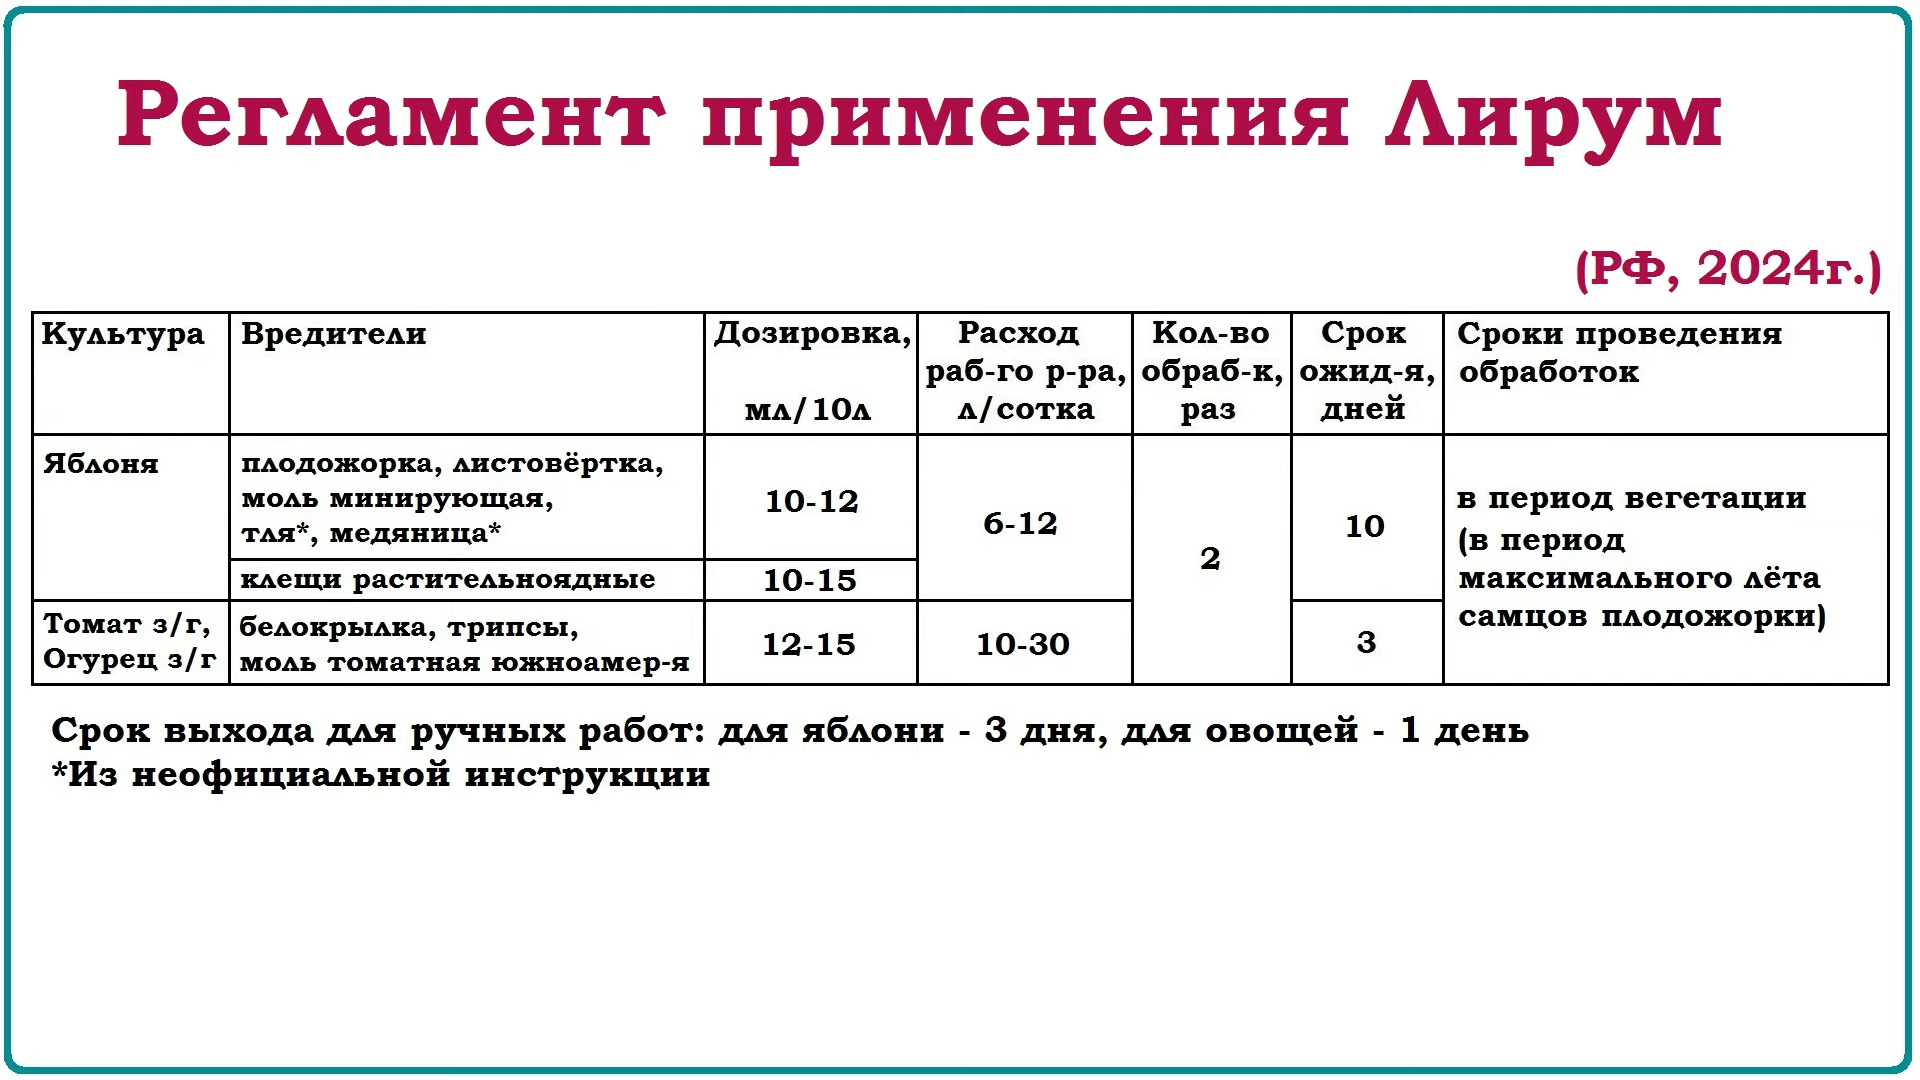 Регламент применения Лирум
(РФ, 2024г.)
Культура
Вредители
Дозировка,
мл/10л
Расход
раб-го р-ра,
л/сотка
Кол-во
обраб-к,
раз
Срок
ожид-я,
дней
Сроки проведения
обработок
Яблоня
плодожорка, листовёртка,
моль минирующая,
тля*, медяница*
10-12
6-12
2
10
в период вегетации
(в период
максимального лёта
самцов плодожорки)
клещи растительноядные
10-15
Томат з/г,
Огурец з/г
белокрылка, трипсы,
моль томатная южноамер-я
12-15
10-30
3
Срок выхода для ручных работ: для яблони - 3 дня, для овощей - 1 день
*Из неофициальной инструкции